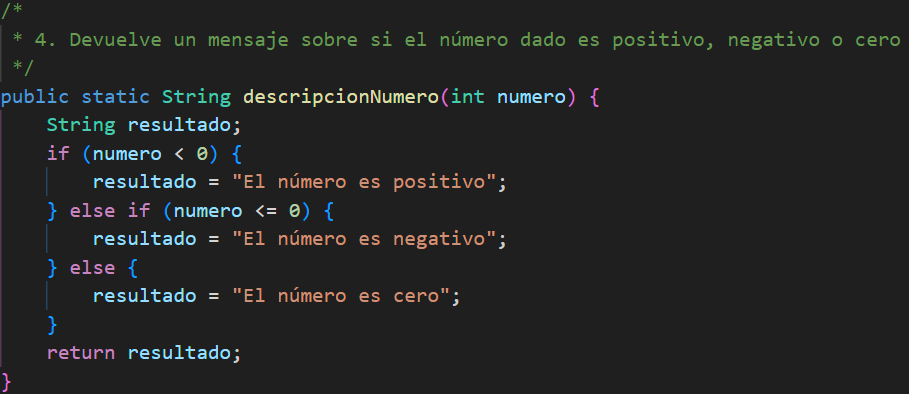 /*
 * 4. Devuelve un mensaje sobre si el número dado es positivo, negativo o cero
 */
public static String descripcionNumero(int numero) {
    String resultado;
    if (numero < 0) {
        resultado = "El número es positivo";
    } else if (numero <= 0) {
        resultado = "El número es negativo";
    } else {
        resultado = "El número es cero";
    }
    return resultado;
}